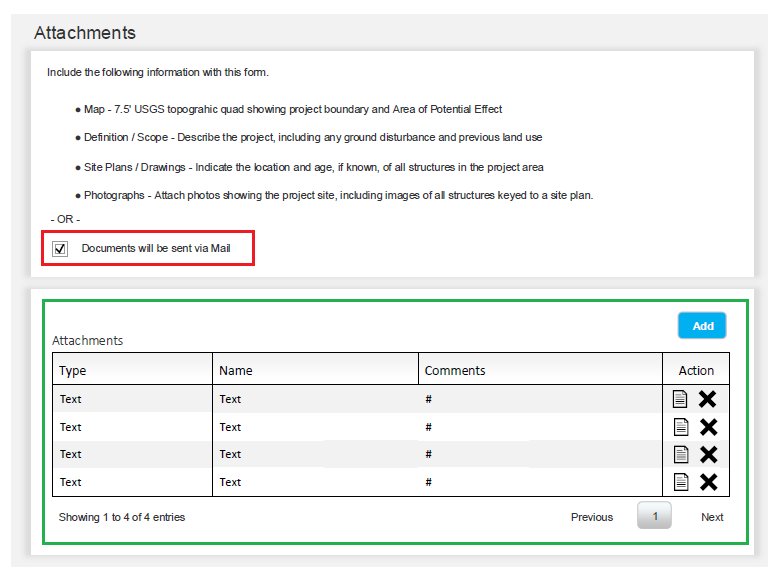 Attachments
Include the following information with this form.
● Map - 7.5' USGS topograhic quad showing project boundary and Area of Potential Effect
● Definition / Scope - Describe the project, including any ground disturbance and previous land use
● Site Plans / Drawings - Indicate the location and age, if known, of all structures in the project area
● Photographs - Attach photos showing the project site, including images of all structures keyed to a site plan.
- OR -
Documents will be sent via Mail
Add
Attachments
Type Name Comments Action
Text Text #
Text Text #
Text Text #
Text Text #
Showing 1 to 4 of 4 entries Previous 1 Next